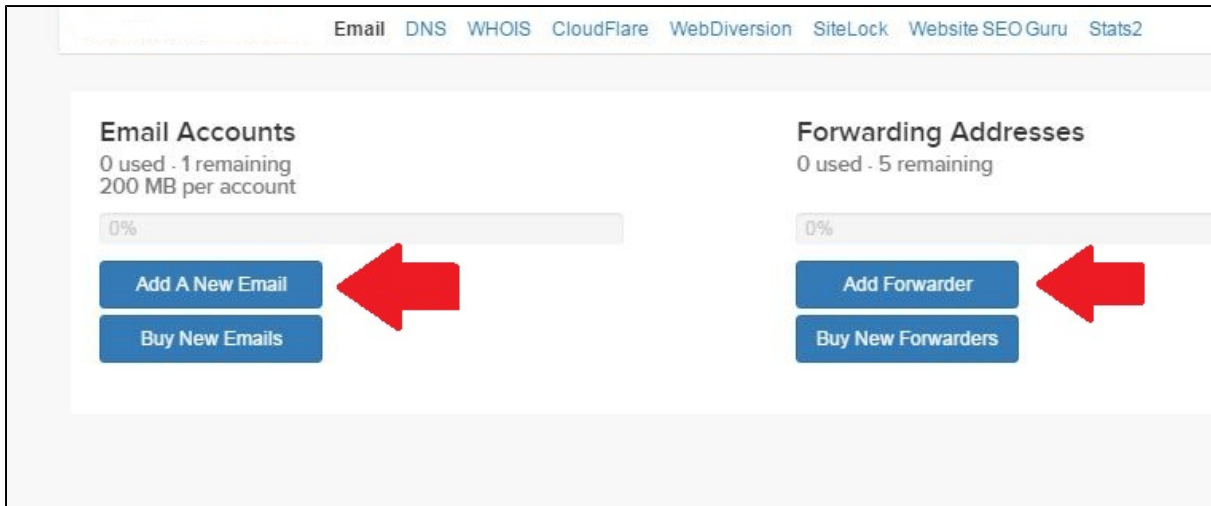 Email DNS WHOIS CloudFlare WebDiversion SiteLock Website SEO Guru Stats2
Email Accounts
0 used - 1 remaining
200 MB per account
0%
Add A New Email
Buy New Emails
Forwarding Addresses
0 used - 5 remaining
0%
Add Forwarder
Buy New Forwarders